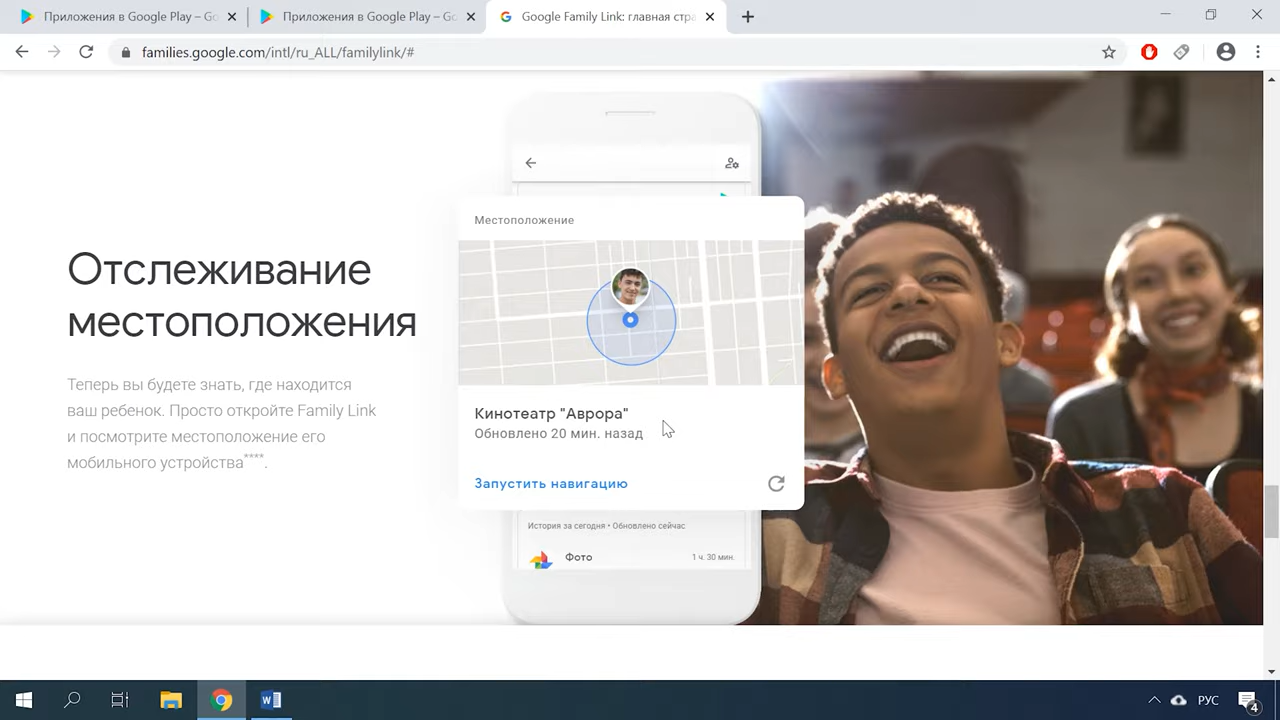 Приложения в Google Play – Go
Приложения в Google Play – Go
Google Family Link: главная стра
families.google.com/intl/ru_ALL/familylink/#
Местоположение
Отслеживание
местоположения
Теперь вы будете знать, где находится
ваш ребенок. Просто откройте Family Link
и посмотрите местоположение его
мобильного устройства****.
Кинотеатр "Аврора"
Обновлено 20 мин. назад
Запустить навигацию
История за сегодня • Обновлено сейчас
Фото 1 ч. 30 мин.
РУС
4